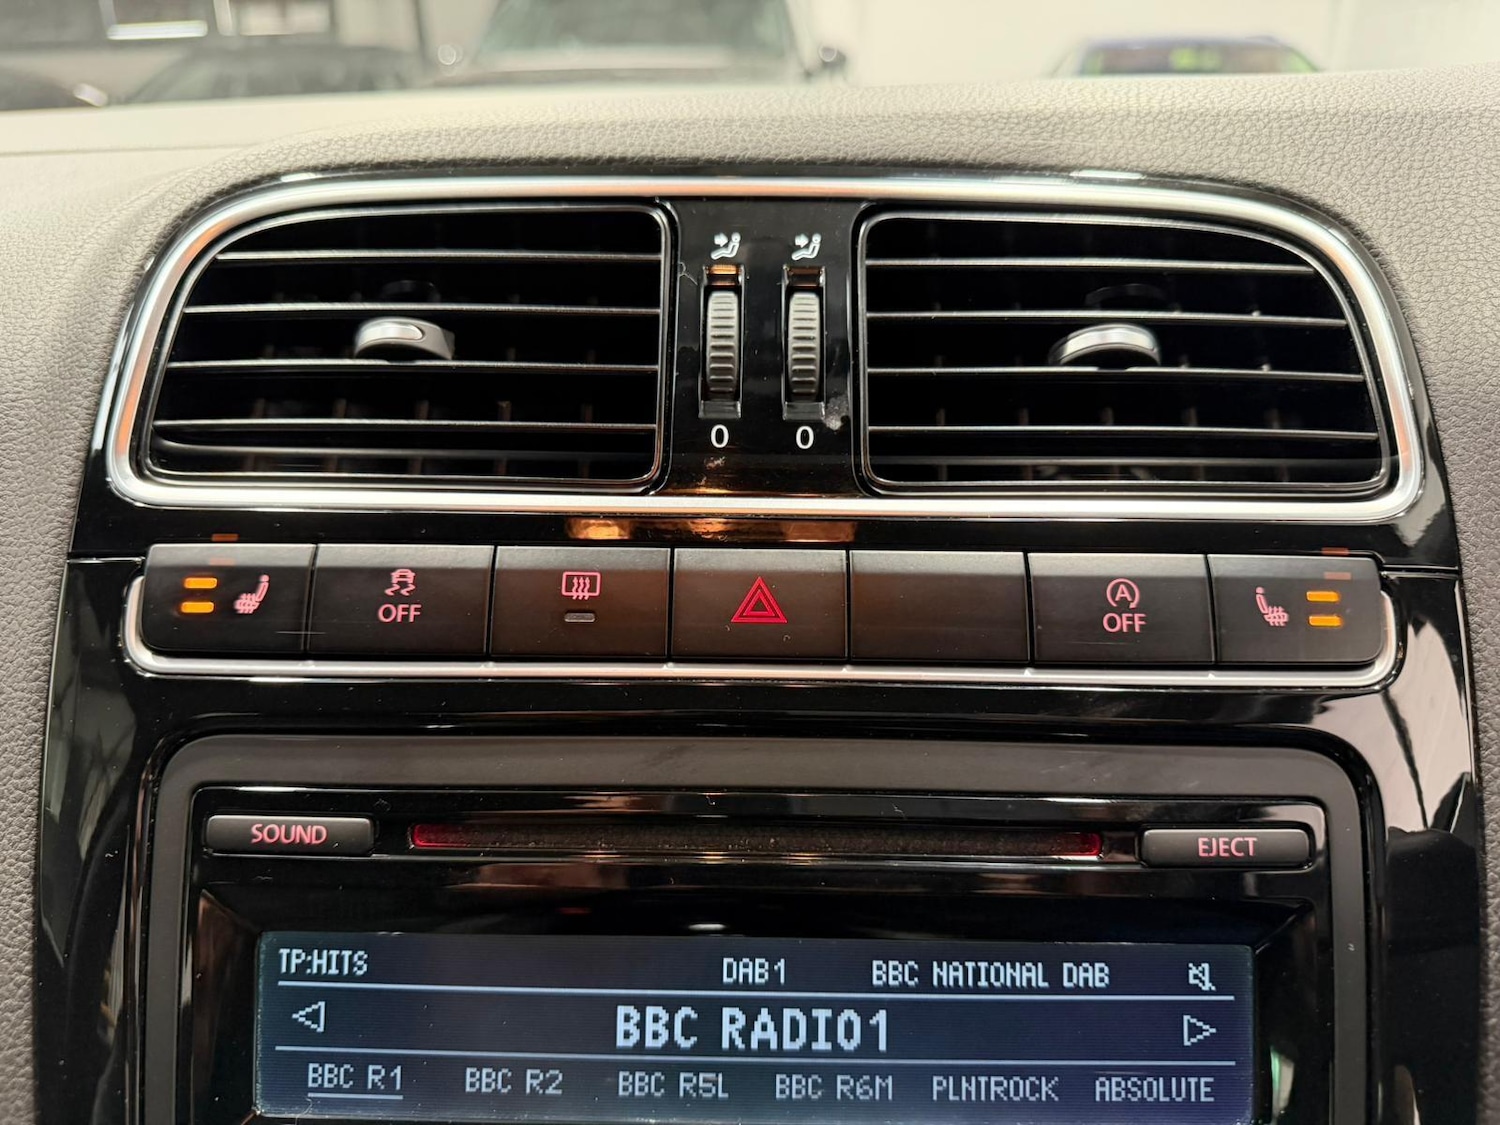 0 0
OFF
A
OFF
SOUND
EJECT
TP:HITS DAB1 BBC NATIONAL DAB
BBC RADIO1
BBC R1 BBC R2 BBC R5L BBC R6M PLNTROCK ABSOLUTE